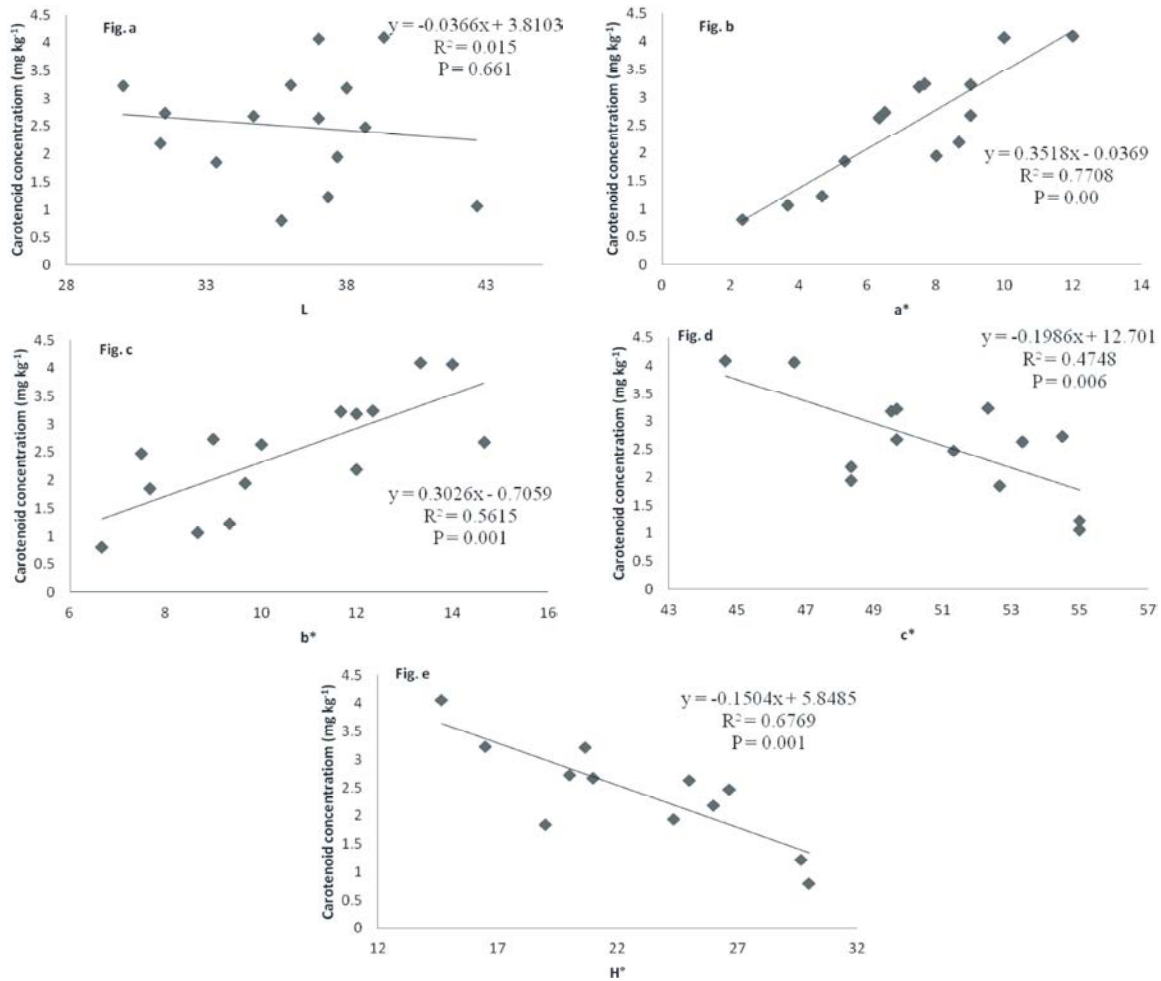 Fig. a
y = -0.0366x + 3.8103
R² = 0.015
P = 0.661
Carotenoid concentratiom (mg kg⁻¹)
4.5
4
3.5
3
2.5
2
1.5
1
0.5
0
28 33 38 43
L
Fig. b
Carotenoid concentratiom (mg kg⁻¹)
4.5
4
3.5
3
2.5
2
1.5
1
0.5
0
y = 0.3518x - 0.0369
R² = 0.7708
P = 0.00
0 2 4 6 8 10 12 14
a*
Fig. c
Carotenoid concentratiom (mg kg⁻¹)
4.5
4
3.5
3
2.5
2
1.5
1
0.5
0
y = 0.3026x - 0.7059
R² = 0.5615
P = 0.001
6 8 10 12 14 16
b*
Fig. d
y = -0.1986x + 12.701
R² = 0.4748
P = 0.006
Carotenoid concentratiom (mg kg⁻¹)
4.5
4
3.5
3
2.5
2
1.5
1
0.5
0
43 45 47 49 51 53 55 57
c*
Fig. e
y = -0.1504x + 5.8485
R² = 0.6769
P = 0.001
Carotenoid concentratiom (mg kg⁻¹)
4.5
4
3.5
3
2.5
2
1.5
1
0.5
0
12 17 22 27 32
H°